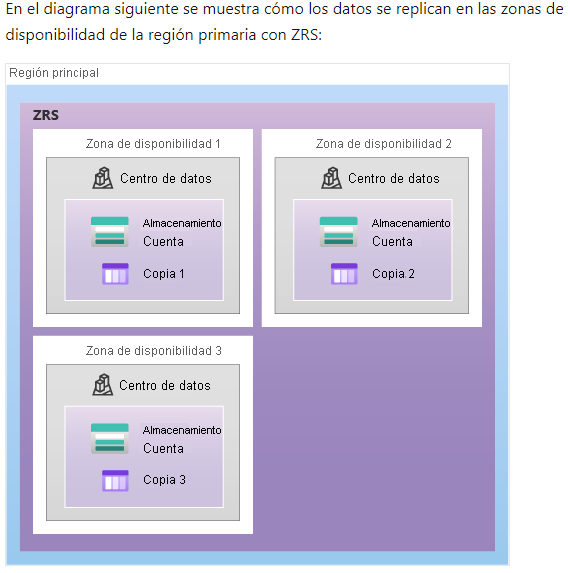 En el diagrama siguiente se muestra cómo los datos se replican en las zonas de
disponibilidad de la región primaria con ZRS:
Región principal
ZRS
Zona de disponibilidad 1
Centro de datos
Almacenamiento
Cuenta
Copia 1
Zona de disponibilidad 2
Centro de datos
Almacenamiento
Cuenta
Copia 2
Zona de disponibilidad 3
Centro de datos
Almacenamiento
Cuenta
Copia 3